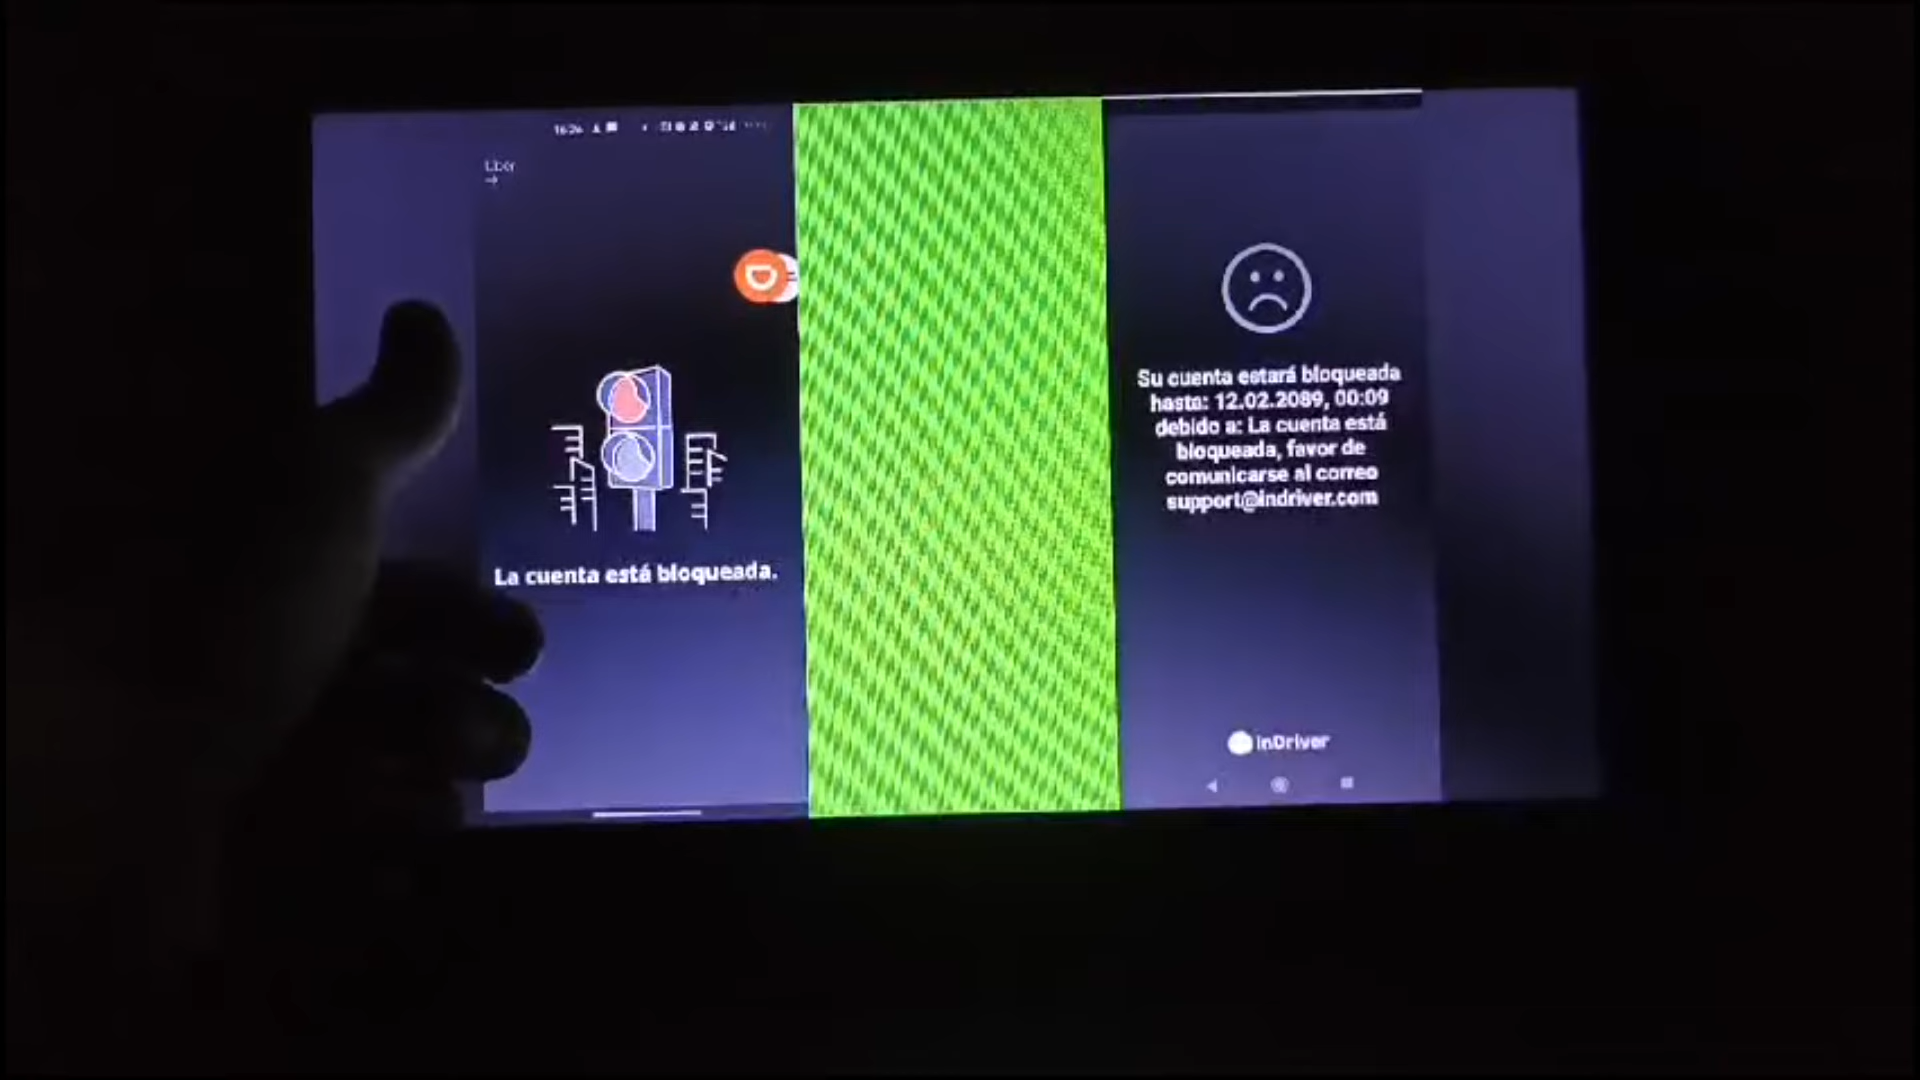 Uber
La cuenta está bloqueada.
Su cuenta estará bloqueada
hasta: 12.02.2089, 00:09
debido a: La cuenta está
bloqueada, favor de
comunicarse al correo
support@indriver.com
inDriver